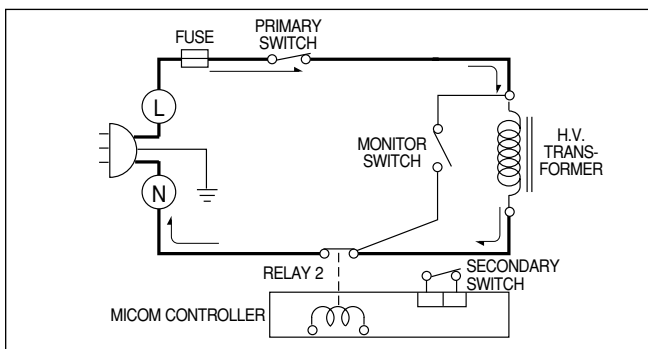 PRIMARY
SWITCH
FUSE
L
N
MONITOR
SWITCH
H.V.
TRANS-
FORMER
RELAY 2
SECONDARY
SWITCH
MICOM CONTROLLER